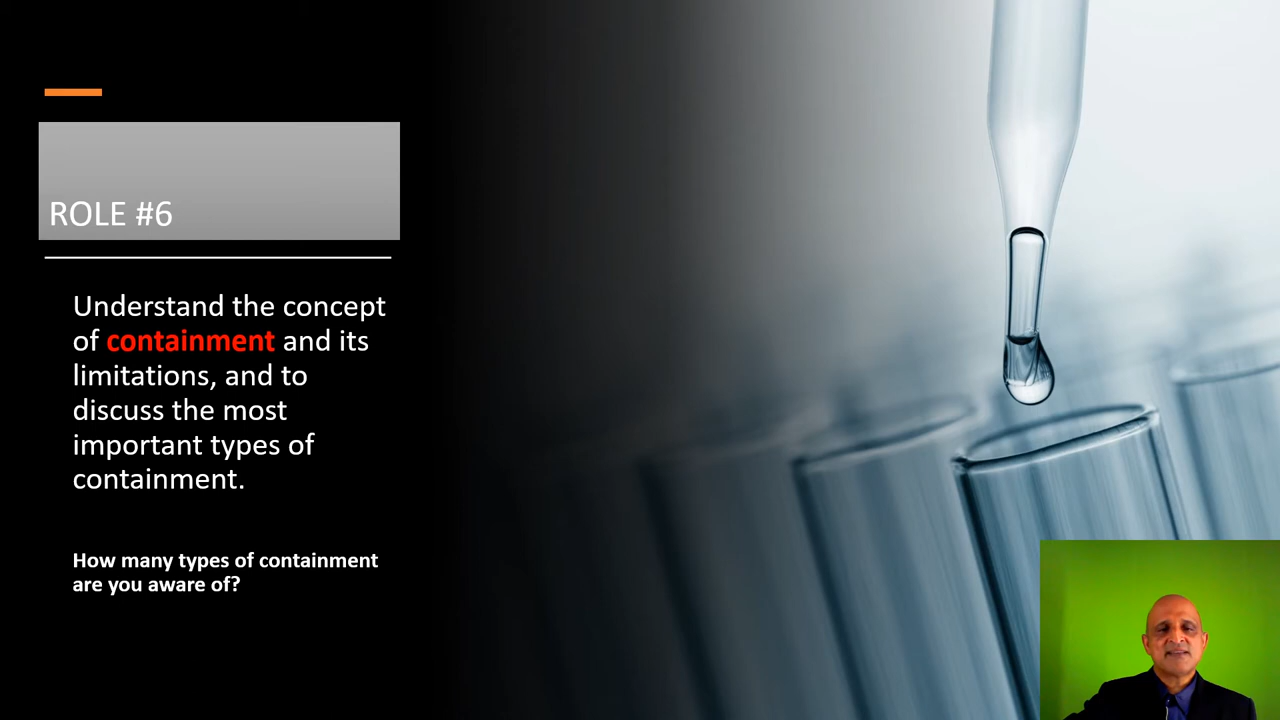 ROLE #6
Understand the concept
of containment and its
limitations, and to
discuss the most
important types of
containment.
How many types of containment
are you aware of?